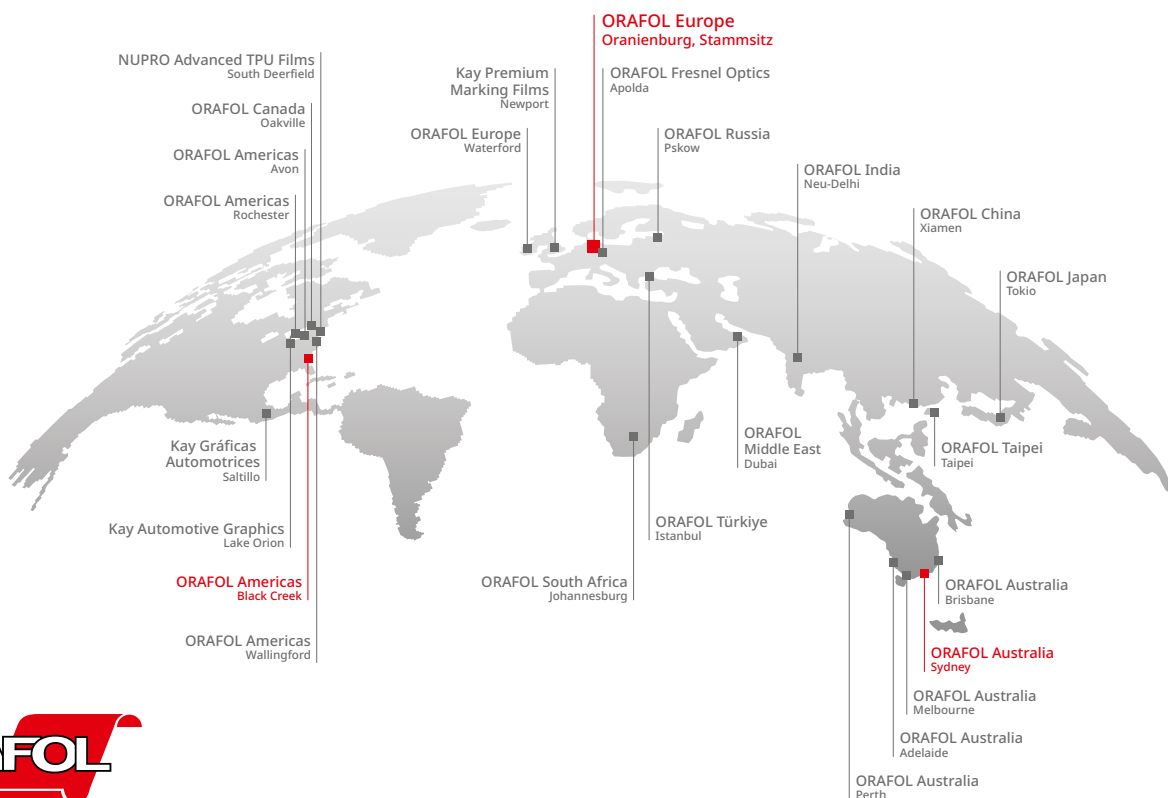 ORAFOL Europe
Oranienburg, Stammsitz
NUPRO Advanced TPU Films
South Deerfield
Kay Premium
Marking Films
Newport
ORAFOL Fresnel Optics
Apolda
ORAFOL Canada
Oakville
ORAFOL Europe
Waterford
ORAFOL Russia
Pskow
ORAFOL Americas
Avon
ORAFOL India
Neu-Delhi
ORAFOL Americas
Rochester
ORAFOL China
Xiamen
ORAFOL Japan
Tokio
Kay Gráficas
Automotrices
Saltillo
ORAFOL
Middle East
Dubai
ORAFOL Taipei
Taipei
Kay Automotive Graphics
Lake Orion
ORAFOL Türkiye
Istanbul
ORAFOL Americas
Black Creek
ORAFOL South Africa
Johannesburg
ORAFOL Australia
Brisbane
ORAFOL Americas
Wallingford
ORAFOL Australia
Sydney
ORAFOL Australia
Melbourne
ORAFOL Australia
Adelaide
AFOL
ORAFOL Australia
Perth